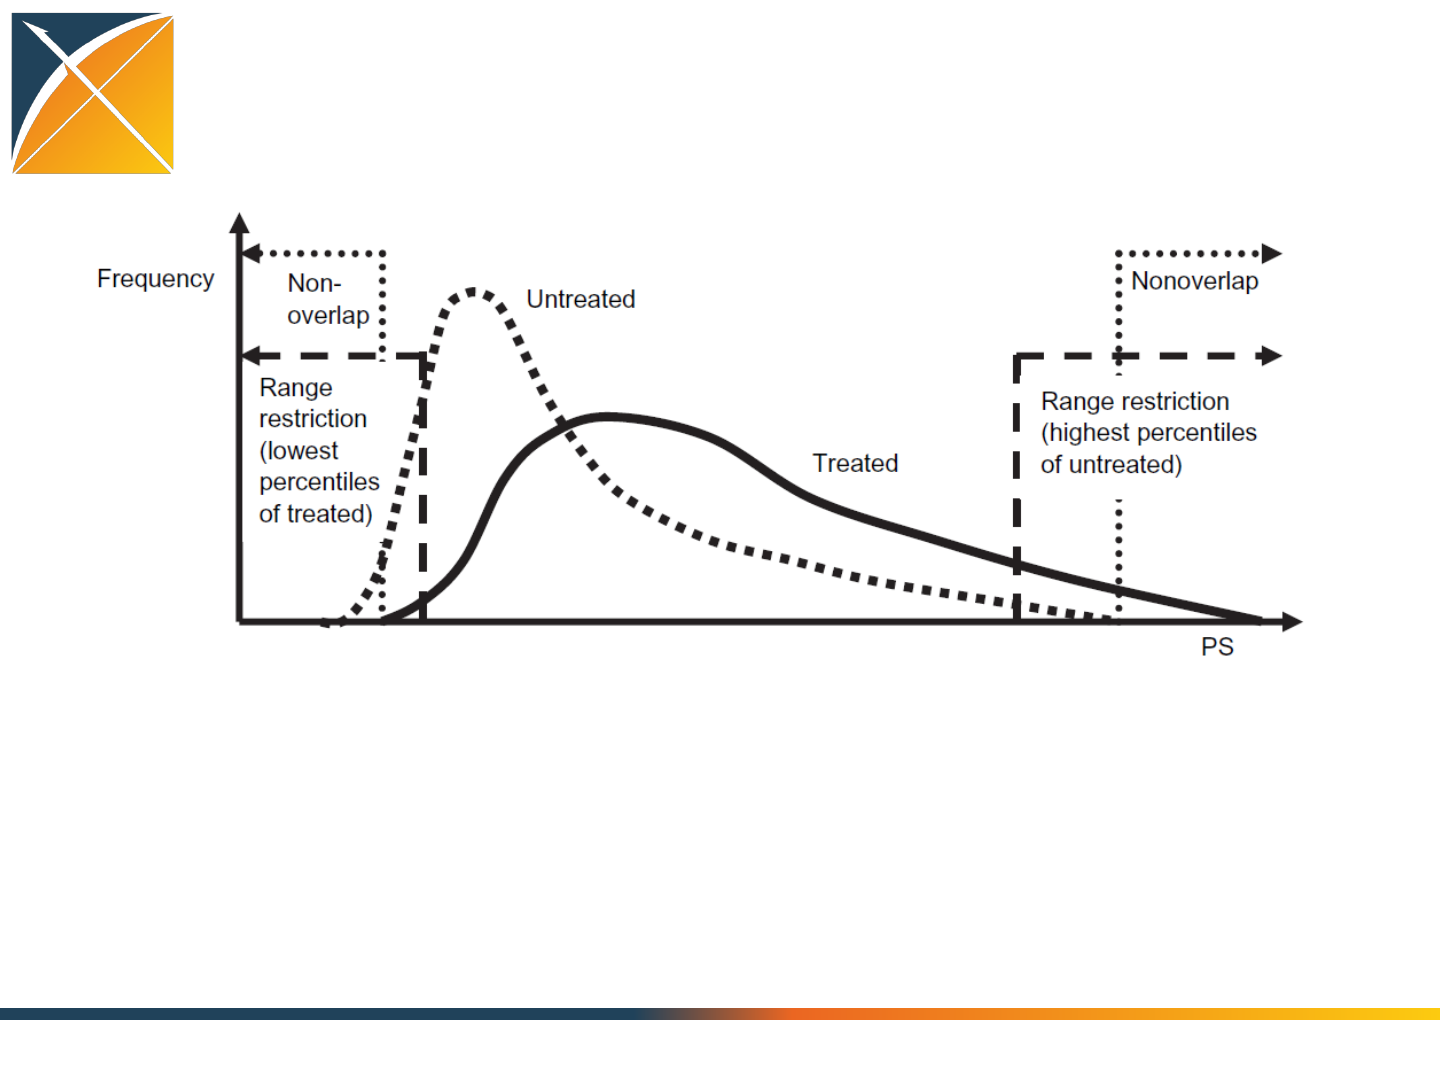 Frequency
Non-
overlap
Untreated
Nonoverlap
Range
restriction
(lowest
percentiles
of treated)
Treated
Range restriction
(highest percentiles
of untreated)
PS